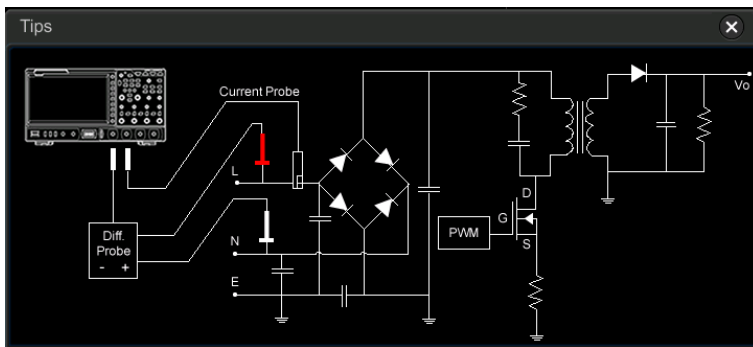 Tips
Current Probe
Vo
L
D
G
Diff.
Probe
- +
N
PWM
S
E